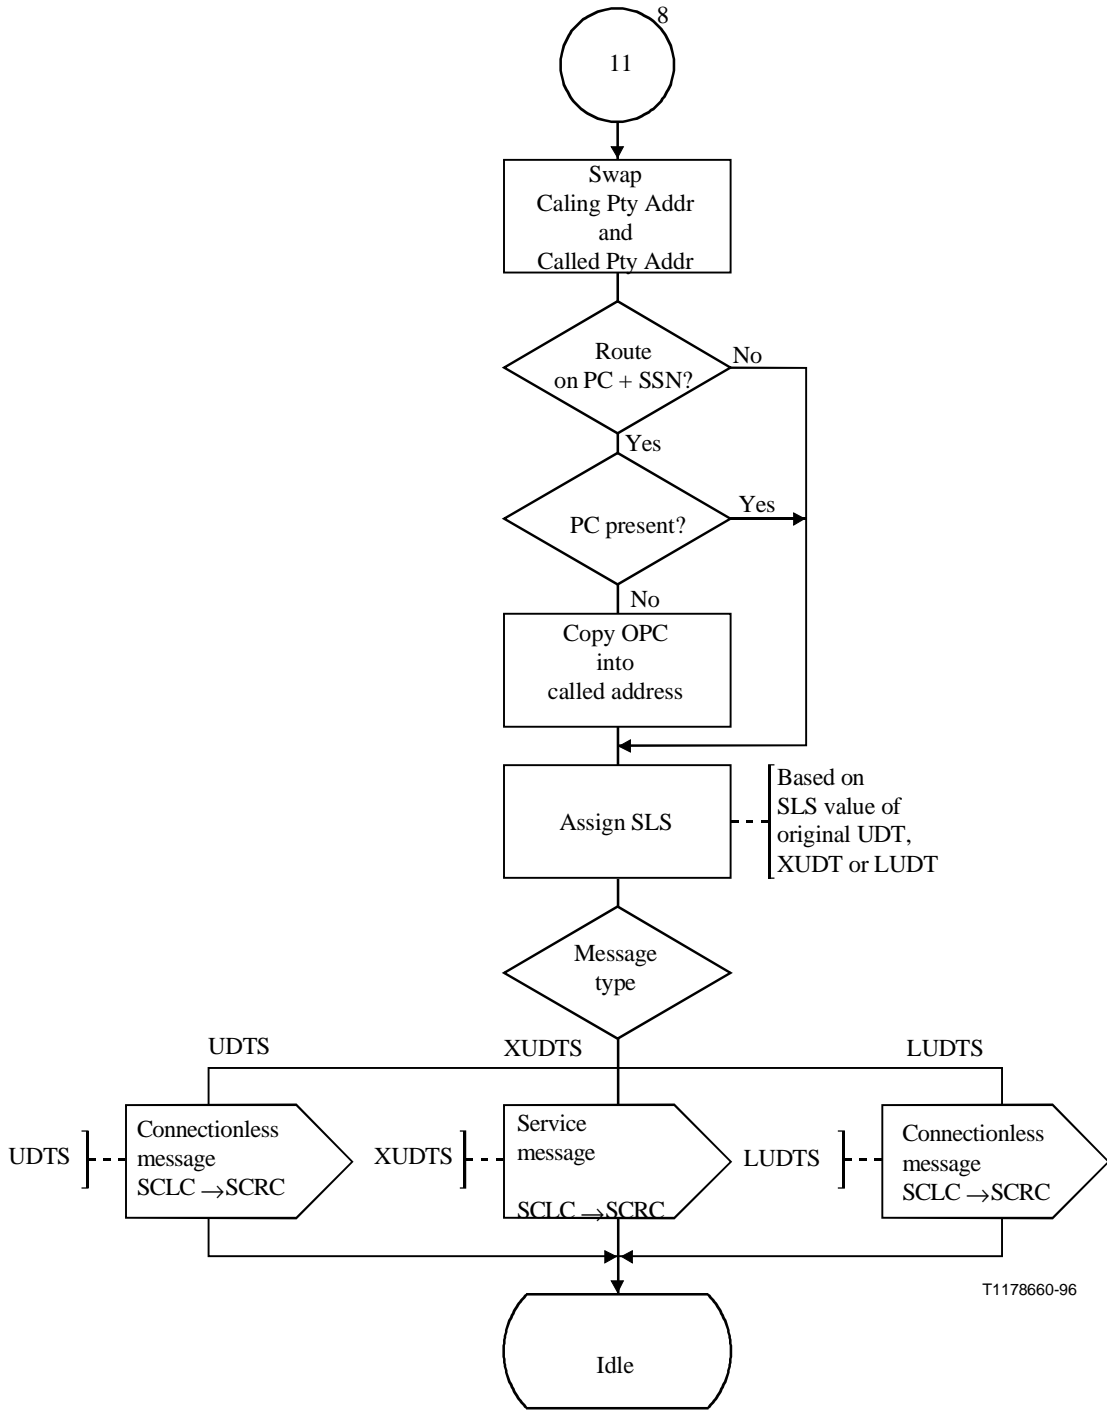 8
11
Swap
Caling Pty Addr
and
Called Pty Addr
Route
on PC + SSN?
No
Yes
PC present?
Yes
No
Copy OPC
into
called address
Assign SLS
Based on
SLS value of
original UDT,
XUDT or LUDT
Message
type
UDTS
XUDTS
LUDTS
UDTS
Connectionless
message
SCLC →SCRC
XUDTS
Service
message
SCLC →SCRC
LUDTS
Connectionless
message
SCLC →SCRC
T1178660-96
Idle